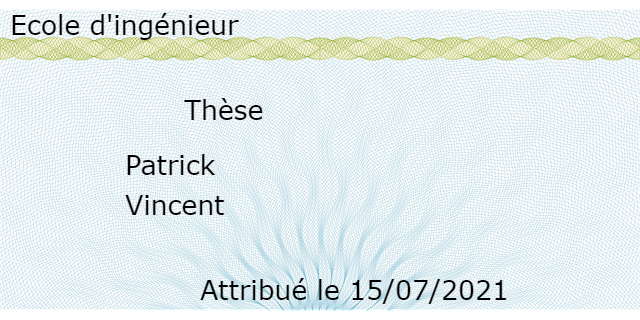 Ecole d'ingénieur
Thèse
Patrick
Vincent
Attribué le 15/07/2021